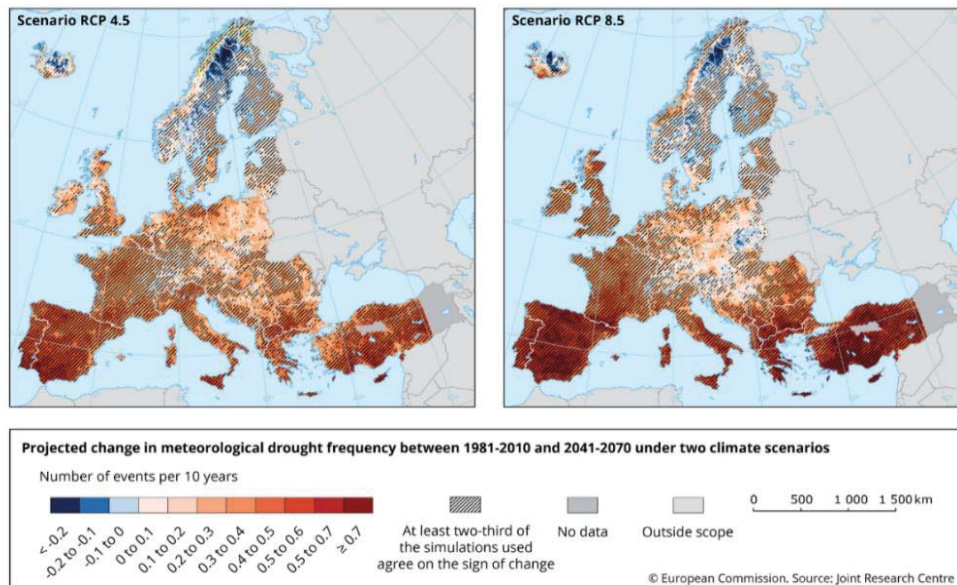 Scenario RCP 4.5
Scenario RCP 8.5
Projected change in meteorological drought frequency between 1981-2010 and 2041-2070 under two climate scenarios
Number of events per 10 years
< -0.2
-0.2 to -0.1
-0.1 to 0
0 to 0.1
0.1 to 0.2
0.2 to 0.3
0.3 to 0.4
0.4 to 0.5
0.5 to 0.6
0.5 to 0.7
≥ 0.7
At least two-third of
the simulations used
agree on the sign of change
No data
Outside scope
0 500 1 000 1 500 km
© European Commission. Source: Joint Research Centre